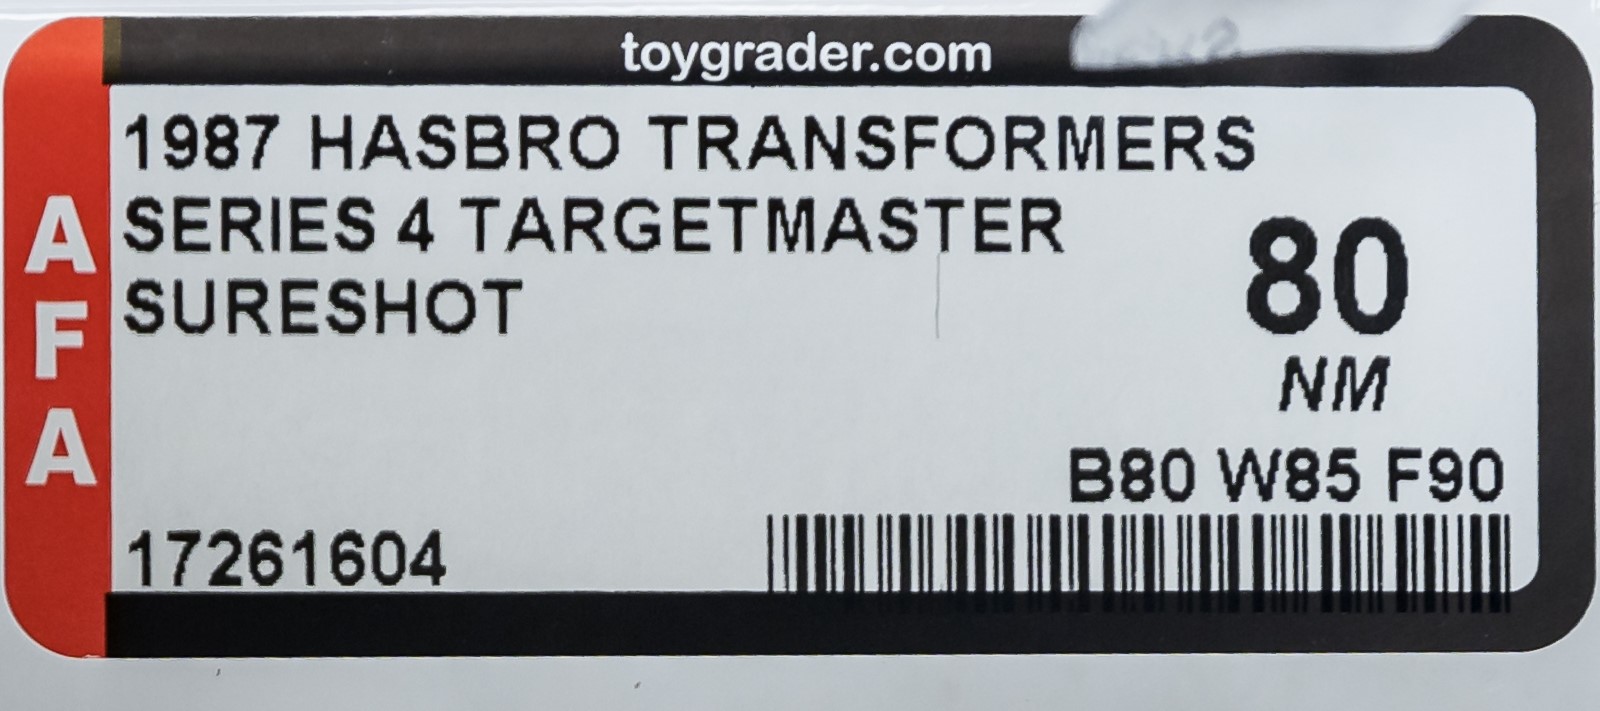 toygrader.com
1987 HASBRO TRANSFORMERS
SERIES 4 TARGETMASTER
SURESHOT
80
NM
B80 W85 F90
17261604
AFA